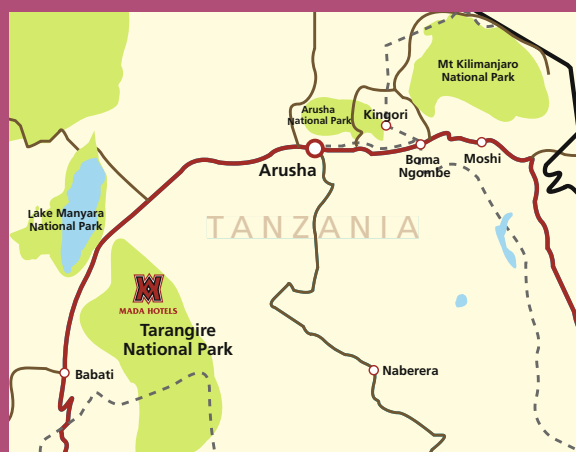 Mt Kilimanjaro
National Park
Arusha
National Park
Kingori
Arusha
Boma
Ngombe
Moshi
Lake Manyara
National Park
TANZANIA
MADA HOTELS
Tarangire
National Park
Babati
Naberera